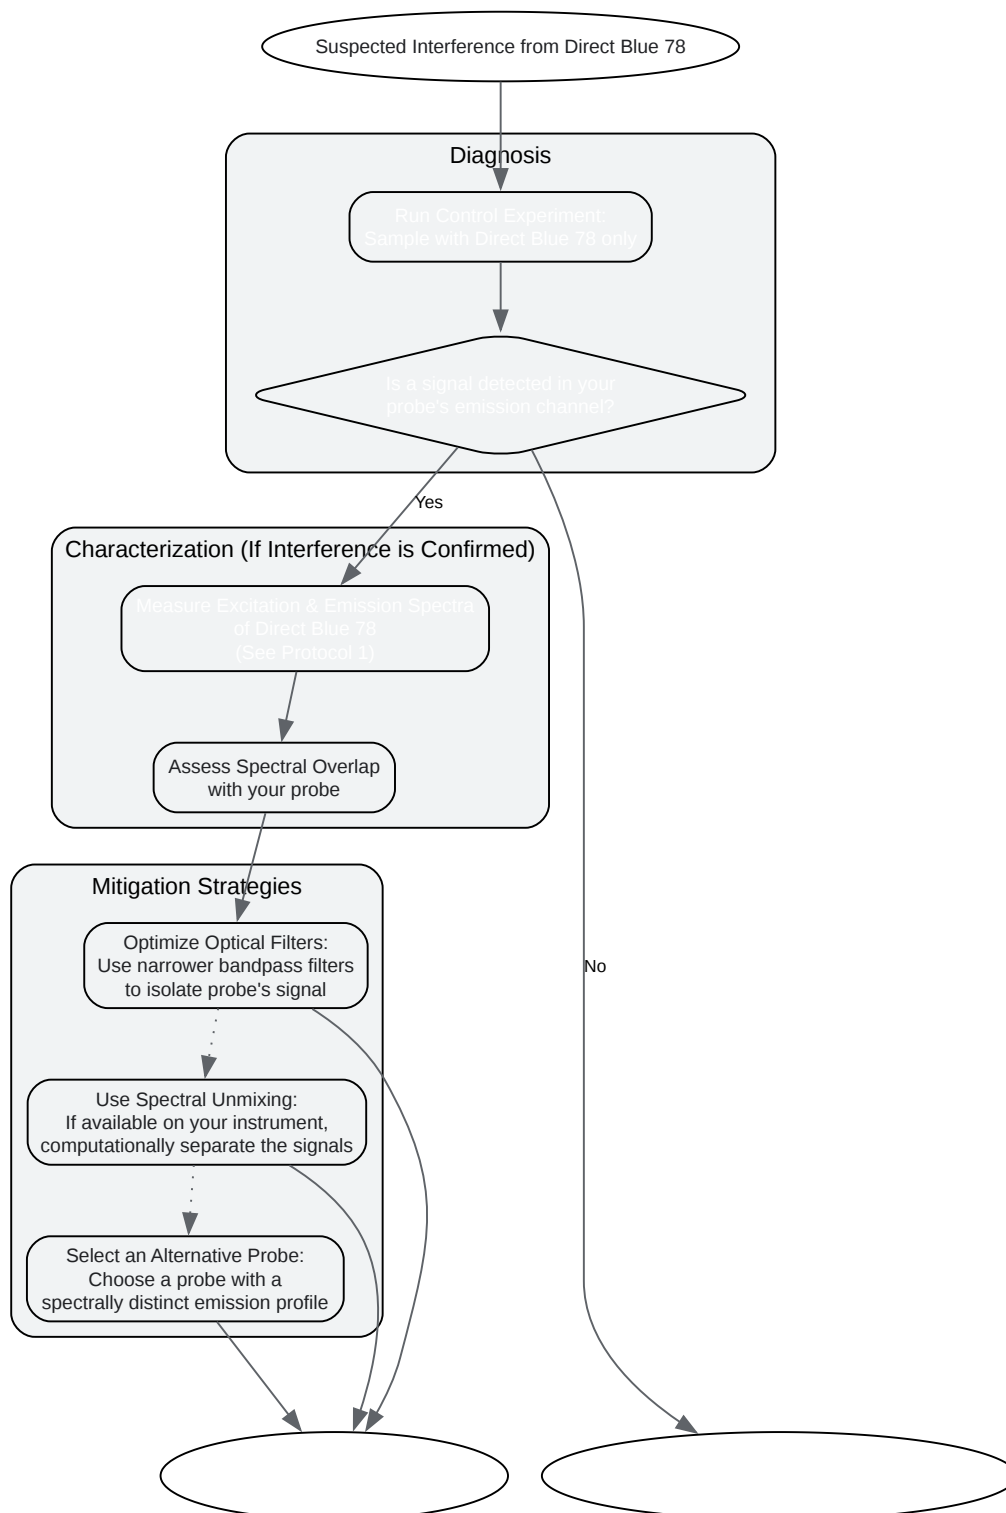 Suspected Interference from Direct Blue 78
Diagnosis
Run Control Experiment:
Sample with Direct Blue 78 only
Is a signal detected in your
probe's emission channel?
Yes
Characterization (If Interference is Confirmed)
Measure Excitation & Emission Spectra
of Direct Blue 78
(See Protocol 1)
Assess Spectral Overlap
with your probe
Mitigation Strategies
Optimize Optical Filters:
Use narrower bandpass filters
to isolate probe's signal
No
Use Spectral Unmixing:
If available on your instrument,
computationally separate the signals
Select an Alternative Probe:
Choose a probe with a
spectrally distinct emission profile